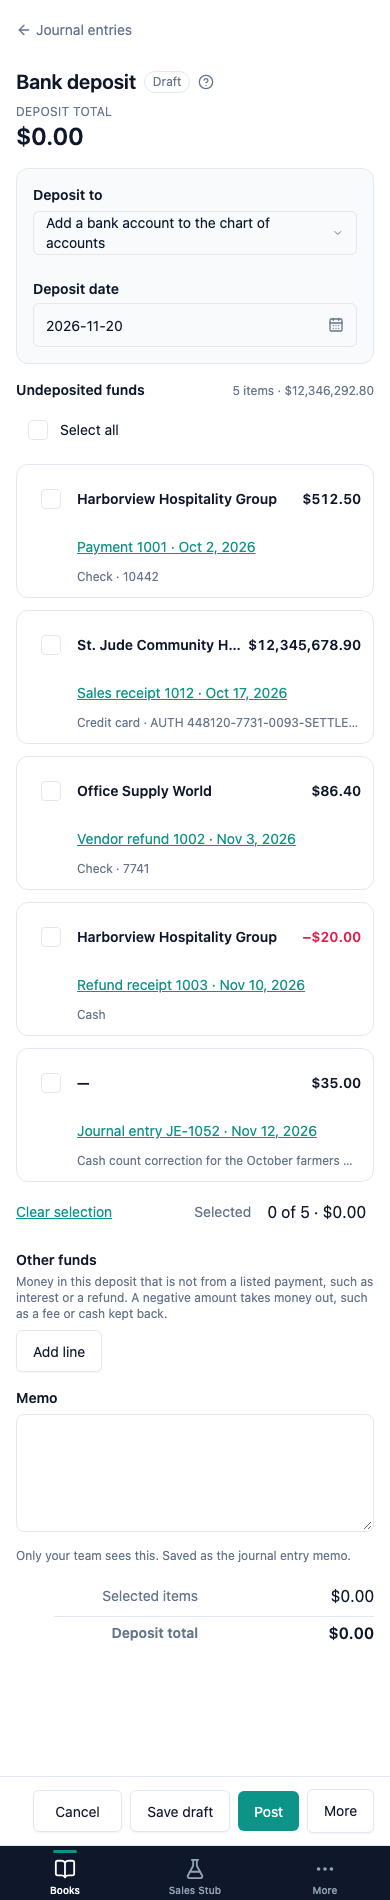 Journal entries
Bank deposit Draft
DEPOSIT TOTAL
$0.00
Deposit to
Add a bank account to the chart of
accounts
Deposit date
2026-11-20
Undeposited funds 5 items · $12,346,292.80
Select all
Harborview Hospitality Group $512.50
Payment 1001 · Oct 2, 2026
Check · 10442
St. Jude Community H... $12,345,678.90
Sales receipt 1012 · Oct 17, 2026
Credit card · AUTH 448120-7731-0093-SETTLE...
Office Supply World $86.40
Vendor refund 1002 · Nov 3, 2026
Check · 7741
Harborview Hospitality Group −$20.00
Refund receipt 1003 · Nov 10, 2026
Cash
— $35.00
Journal entry JE-1052 · Nov 12, 2026
Cash count correction for the October farmers ...
Clear selection Selected 0 of 5 · $0.00
Other funds
Money in this deposit that is not from a listed payment, such as
interest or a refund. A negative amount takes money out, such
as a fee or cash kept back.
Add line
Memo
Only your team sees this. Saved as the journal entry memo.
Selected items $0.00
Deposit total $0.00
Cancel Save draft Post More
Books Sales Stub More